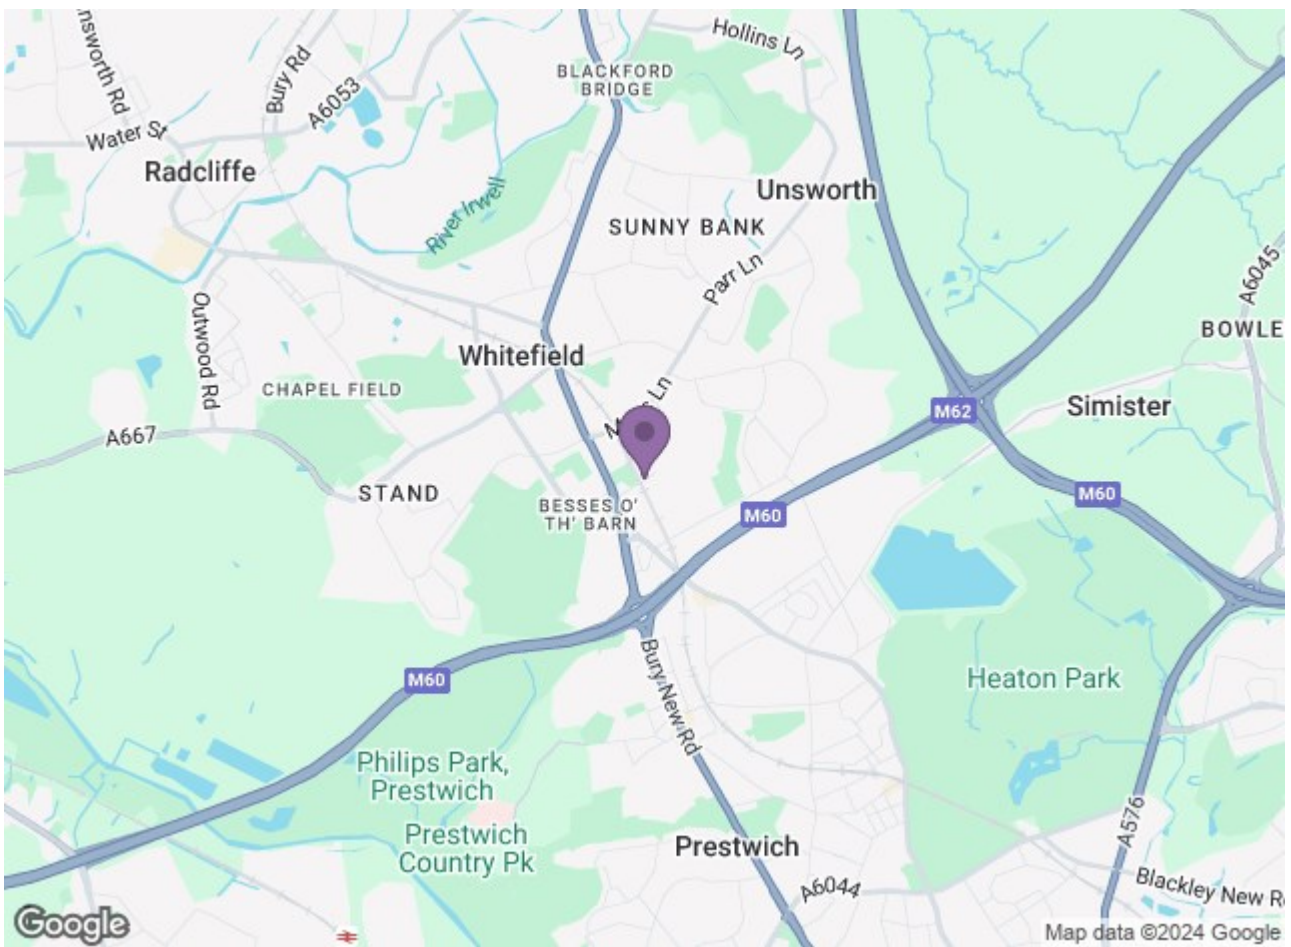 nsworth Rd
Bury Rd
A6053
Hollins Ln
BLACKFORD
BRIDGE
Water St
Radcliffe
River Irwell
Unsworth
SUNNY BANK
Parr Ln
A6045
Outwood Rd
BOWLE
Whitefield
CHAPEL FIELD
Ln
M62
Simister
A667
STAND
BESSES O'
TH' BARN
M60
M60
M60
Bury New Rd
Heaton Park
Philips Park,
Prestwich
Prestwich
Country Pk
Prestwich
A576
A6044
Blackley New R
Google
Map data ©2024 Google